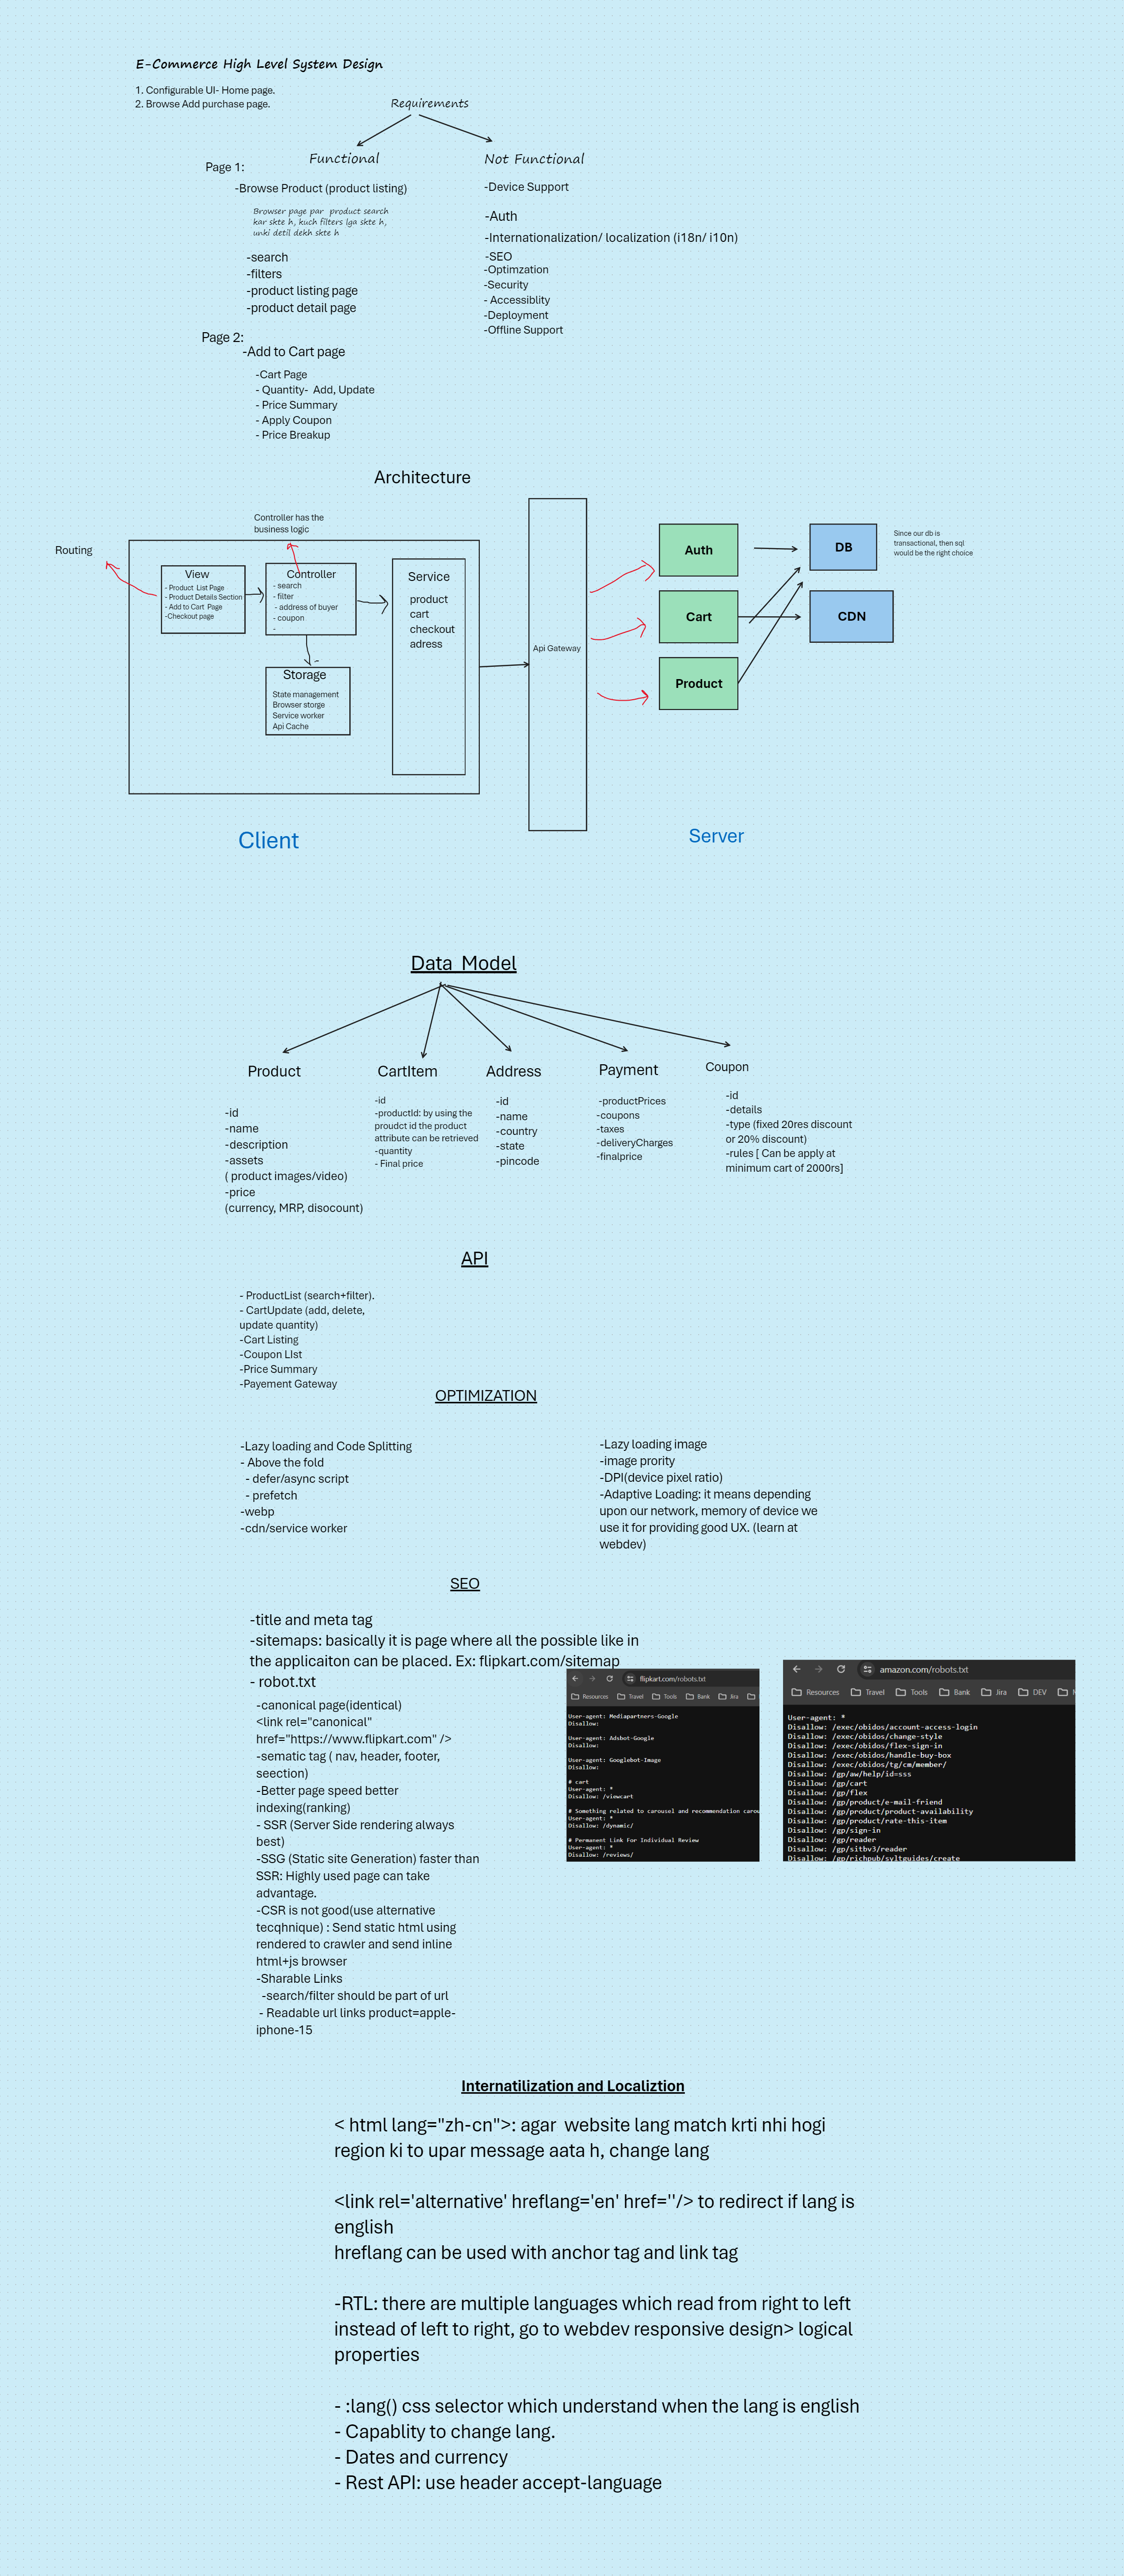 E-Commerce High Level System Design
1. Configurable UI- Home page.
2. Browse Add purchase page.
Requirements
Functional
Not Functional
Page 1:
-Browse Product (product listing)
Browser page par product search
kar skte h, kuch filters lga skte h,
unki detil dekh skte h
-search
-filters
-product listing page
-product detail page
-Device Support
-Auth
-Internationalization/ localization (i18n/ i10n)
-SEO
-Optimzation
-Security
- Accessiblity
-Deployment
-Offline Support
Page 2:
-Add to Cart page
-Cart Page
- Quantity- Add, Update
- Price Summary
- Apply Coupon
- Price Breakup
Architecture
Controller has the
business logic
Routing
View
- Product List Page
- Product Details Section
- Add to Cart Page
-Checkout page
Controller
- search
- filter
- address of buyer
- coupon
-
Storage
State management
Browser storge
Service worker
Api Cache
Service
product
cart
checkout
adress
Api Gateway
Auth
Cart
Product
DB
CDN
Since our db is
transactional, then sql
would be the right choice
Client
Server
Data Model
Product
-id
-name
-description
-assets
( product images/video)
-price
(currency, MRP, disocount)
CartItem
-id
-productId: by using the
proudct id the product
attribute can be retrieved
-quantity
- Final price
Address
-id
-name
-country
-state
-pincode
Payment
-productPrices
-coupons
-taxes
-deliveryCharges
-finalprice
Coupon
-id
-details
-type (fixed 20res discount
or 20% discount)
-rules [ Can be apply at
minimum cart of 2000rs]
API
- ProductList (search+filter).
- CartUpdate (add, delete,
update quantity)
-Cart Listing
-Coupon LIst
-Price Summary
-Payement Gateway
OPTIMIZATION
-Lazy loading and Code Splitting
- Above the fold
- defer/async script
- prefetch
-webp
-cdn/service worker
-Lazy loading image
-image prority
-DPI(device pixel ratio)
-Adaptive Loading: it means depending
upon our network, memory of device we
use it for providing good UX. (learn at
webdev)
SEO
-title and meta tag
-sitemaps: basically it is page where all the possible like in
the applicaiton can be placed. Ex: flipkart.com/sitemap
- robot.txt
-canonical page(identical)
<link rel="canonical"
href="https://www.flipkart.com" />
-sematic tag ( nav, header, footer,
seection)
-Better page speed better
indexing(ranking)
- SSR (Server Side rendering always
best)
-SSG (Static site Generation) faster than
SSR: Highly used page can take
advantage.
-CSR is not good(use alternative
tecqhnique) : Send static html using
rendered to crawler and send inline
html+js browser
-Sharable Links
-search/filter should be part of url
- Readable url links product=apple-
iphone-15
flipkart.com/robots.txt
Resources Travel Tools Bank Jira
User-agent: Mediapartners-Google
Disallow:
User-agent: Adsbot-Google
Disallow:
User-agent: Googlebot-Image
Disallow:
# cart
User-agent: *
Disallow: /viewcart
# Something related to carousel and recommendation carou
User-agent: *
Disallow: /dynamic/
# Permanent Link For Individual Review
User-agent: *
Disallow: /reviews/
amazon.com/robots.txt
Resources Travel Tools Bank Jira DEV
User-agent: *
Disallow: /exec/obidos/account-access-login
Disallow: /exec/obidos/change-style
Disallow: /exec/obidos/flex-sign-in
Disallow: /exec/obidos/handle-buy-box
Disallow: /exec/obidos/tg/cm/member/
Disallow: /gp/aw/help/id=sss
Disallow: /gp/cart
Disallow: /gp/flex
Disallow: /gp/product/e-mail-friend
Disallow: /gp/product/product-availability
Disallow: /gp/product/rate-this-item
Disallow: /gp/sign-in
Disallow: /gp/reader
Disallow: /gp/sitbv3/reader
Disallow: /gp/richpub/syltguides/create
Internatilization and Localiztion
< html lang="zh-cn">: agar website lang match krti nhi hogi
region ki to upar message aata h, change lang
<link rel='alternative' hreflang='en' href=''/> to redirect if lang is
english
hreflang can be used with anchor tag and link tag
-RTL: there are multiple languages which read from right to left
instead of left to right, go to webdev responsive design> logical
properties
- :lang() css selector which understand when the lang is english
- Capablity to change lang.
- Dates and currency
- Rest API: use header accept-language